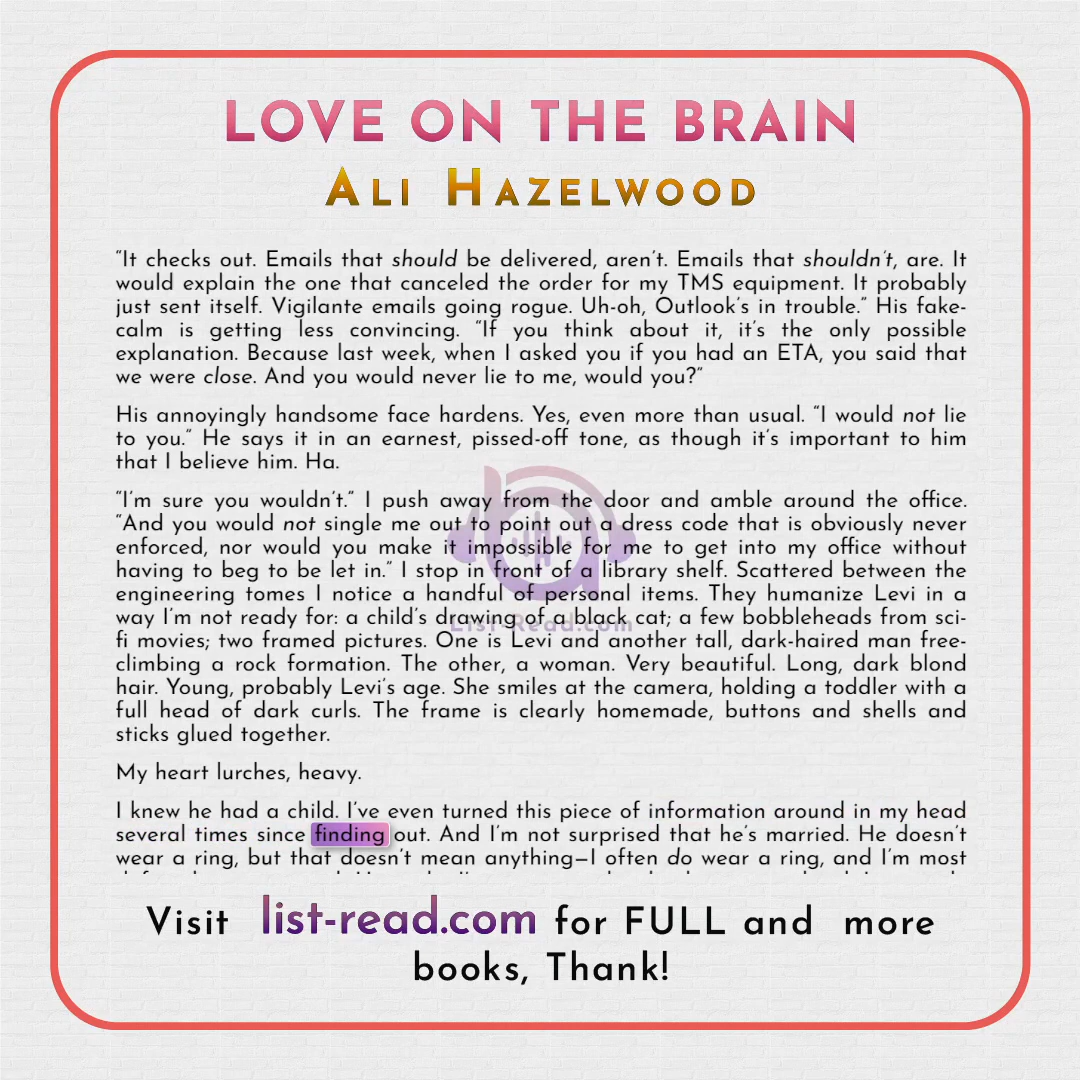 LOVE ON THE BRAIN
ALI HAZELWOOD
“It checks out. Emails that should be delivered, aren’t. Emails that shouldn’t, are. It
would explain the one that canceled the order for my TMS equipment. It probably
just sent itself. Vigilante emails going rogue. Uh-oh, Outlook’s in trouble.” His fake-
calm is getting less convincing. “If you think about it, it’s the only possible
explanation. Because last week, when I asked you if you had an ETA, you said that
we were close. And you would never lie to me, would you?”
His annoyingly handsome face hardens. Yes, even more than usual. “I would not lie
to you.” He says it in an earnest, pissed-off tone, as though it’s important to him
that I believe him. Ha.
“I’m sure you wouldn’t.” I push away from the door and amble around the office.
“And you would not single me out to point out a dress code that is obviously never
enforced, nor would you make it impossible for me to get into my office without
having to beg to be let in.” I stop in front of a library shelf. Scattered between the
engineering tomes I notice a handful of personal items. They humanize Levi in a
way I’m not ready for: a child’s drawing of a black cat; a few bobbleheads from sci-
List-Read.com
fi movies; two framed pictures. One is Levi and another tall, dark-haired man free-
climbing a rock formation. The other, a woman. Very beautiful. Long, dark blond
hair. Young, probably Levi’s age. She smiles at the camera, holding a toddler with a
full head of dark curls. The frame is clearly homemade, buttons and shells and
sticks glued together.
My heart lurches, heavy.
I knew he had a child. I’ve even turned this piece of information around in my head
several times since finding out. And I’m not surprised that he’s married. He doesn’t
wear a ring, but that doesn’t mean anything—I often do wear a ring, and I’m most
Visit list-read.com for FULL and more
books, Thank!